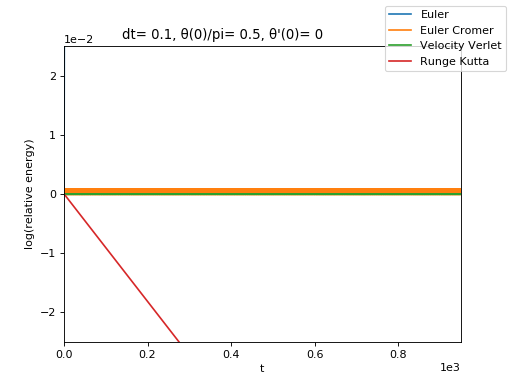 Euler
Euler Cromer
Velocity Verlet
Runge Kutta
dt= 0.1, θ(0)/pi= 0.5, θ'(0)= 0
1e−2
2
1
0
−1
−2
log(relative energy)
0.0 0.2 0.4 0.6 0.8
t
1e3